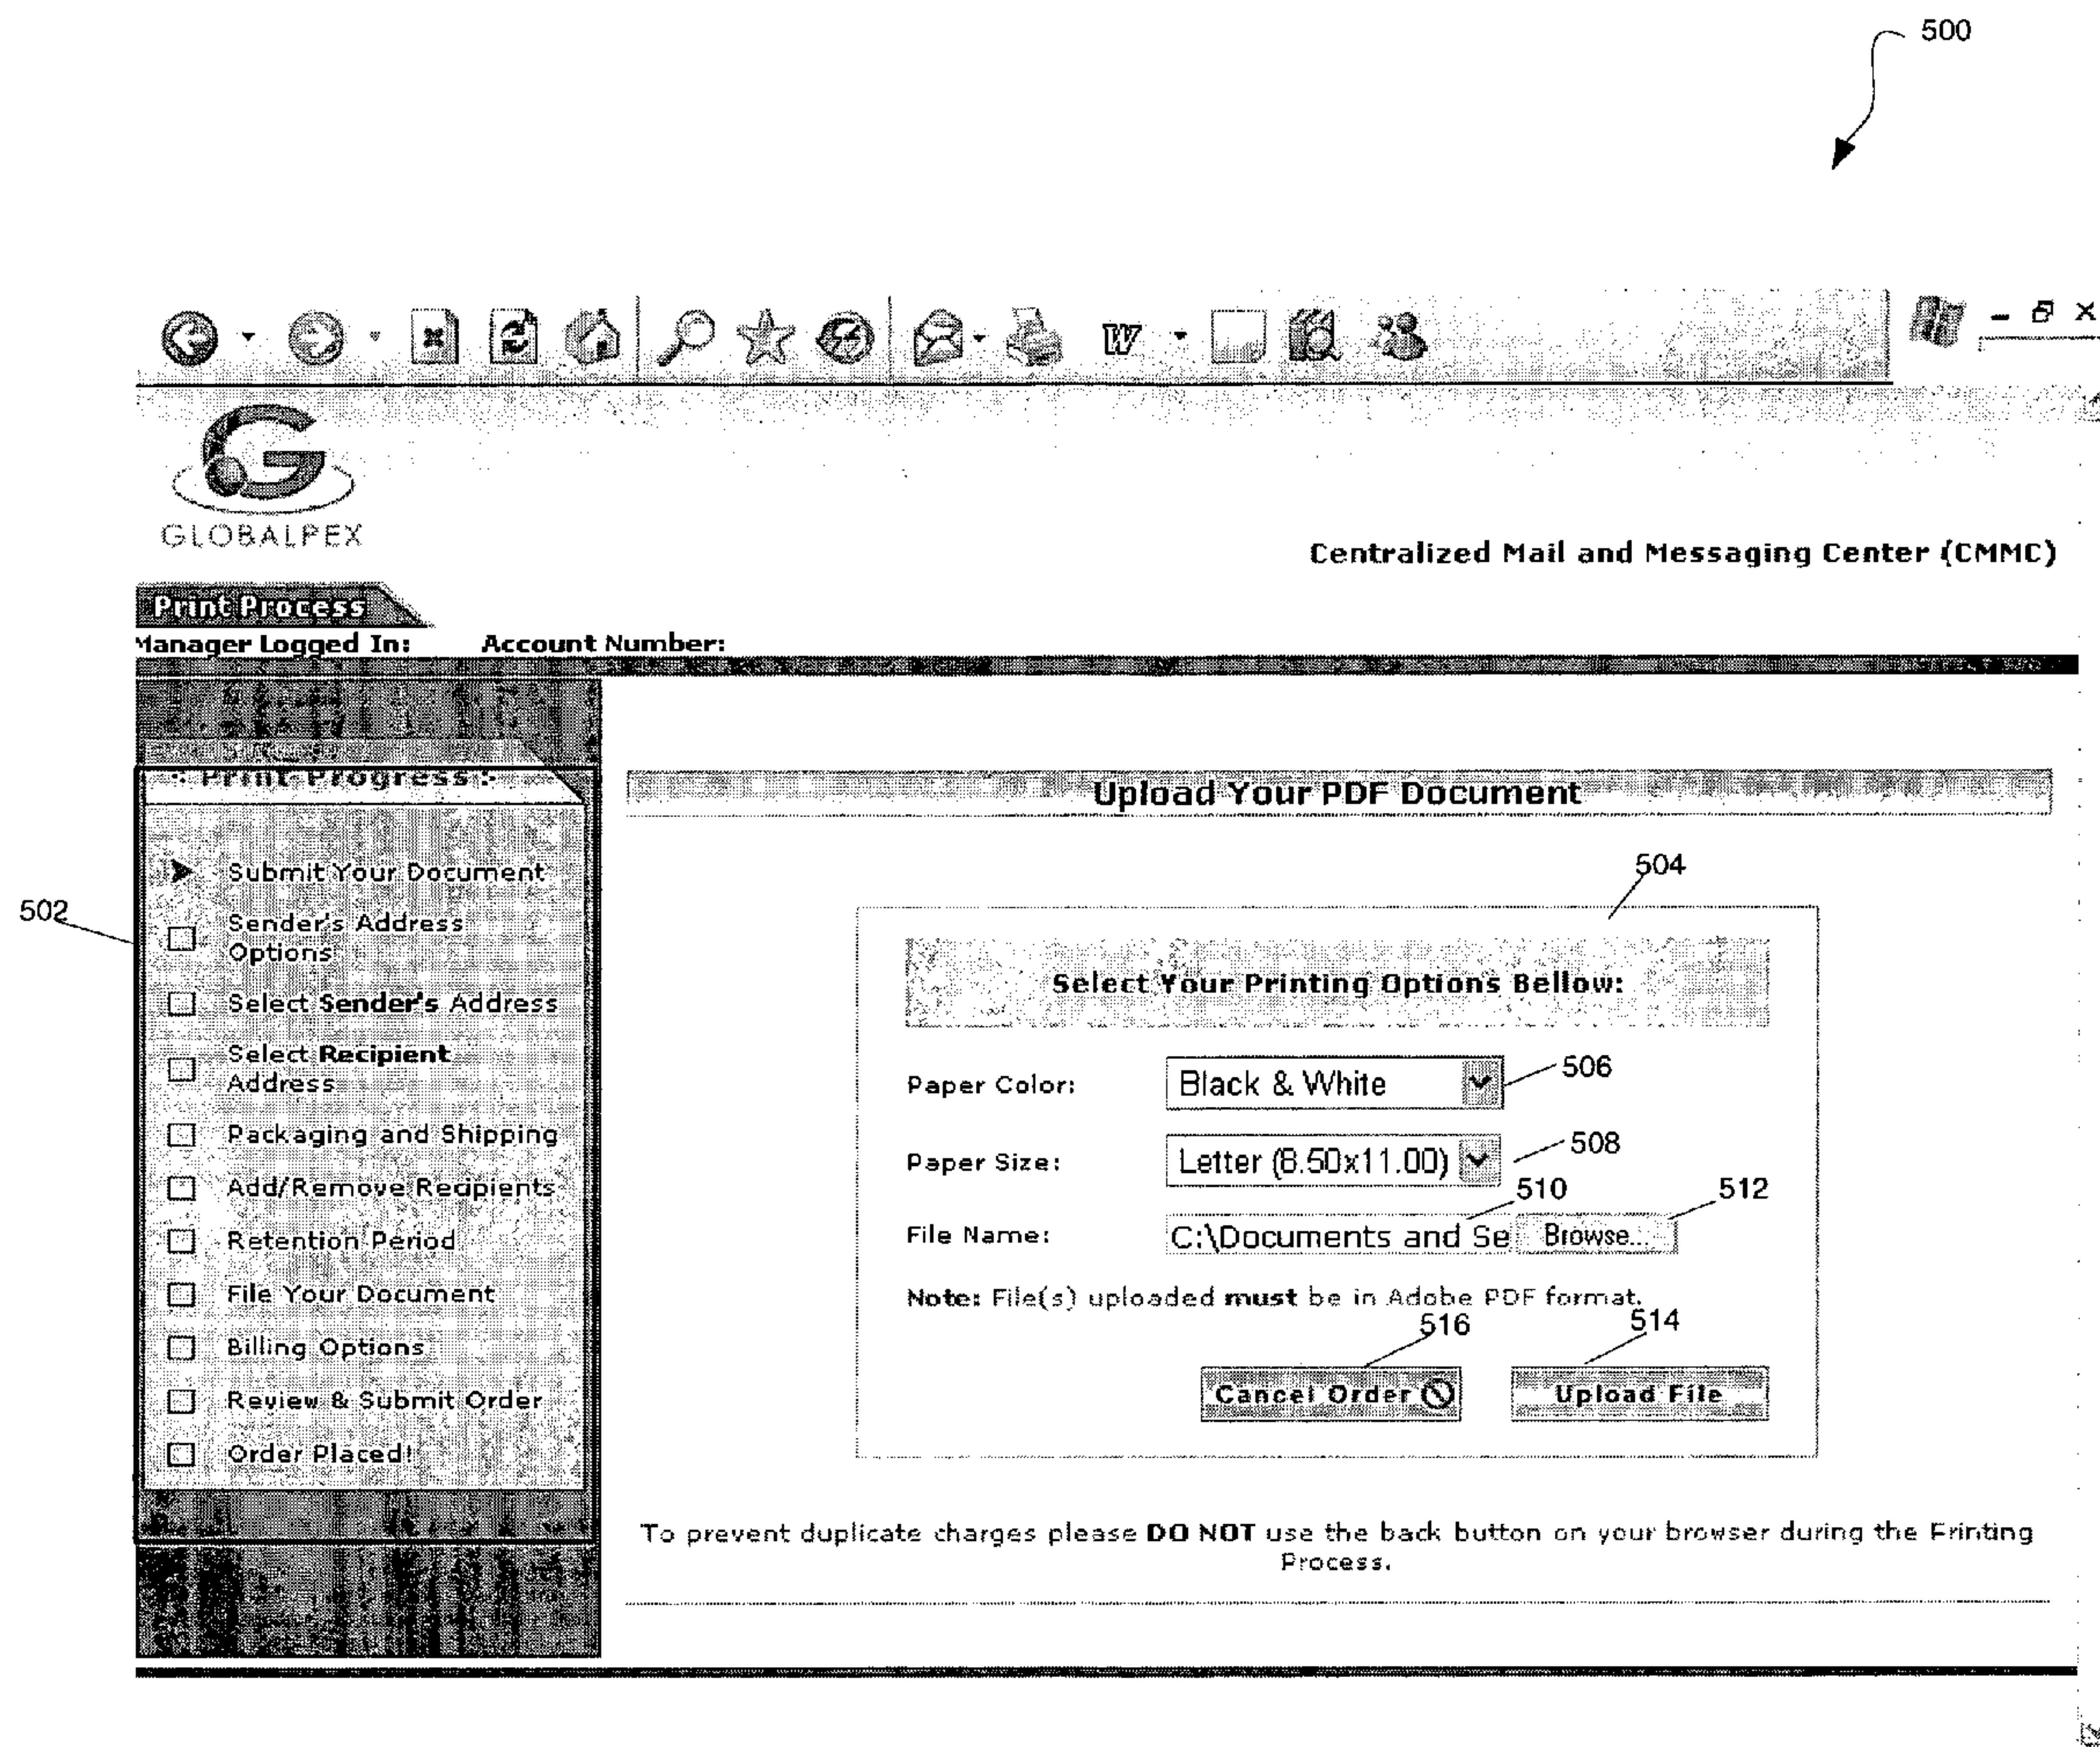 500
W
GLOBALPEX
Centralized Mail and Messaging Center (CMMC)
Print Process
Manager Logged In: Account Number:
Print Progress
Upload Your PDF Document
502
504
Submit Your Document
Sender's Address
Options
Select Sender's Address
Select Recipient
Address
Packaging and Shipping
Add/Remove Recipients
Retention Period
File Your Document
Billing Options
Review & Submit Order
Order Placed!
Select Your Printing Options Bellow:
Paper Color: Black & White 506
Paper Size: Letter (8.50x11.00) 508
510 512
File Name: C:\Documents and Se Browse...
Note: File(s) uploaded must be in Adobe PDF format.
516 514
Cancel Order Upload File
To prevent duplicate charges please DO NOT use the back button on your browser during the Printing
Process.